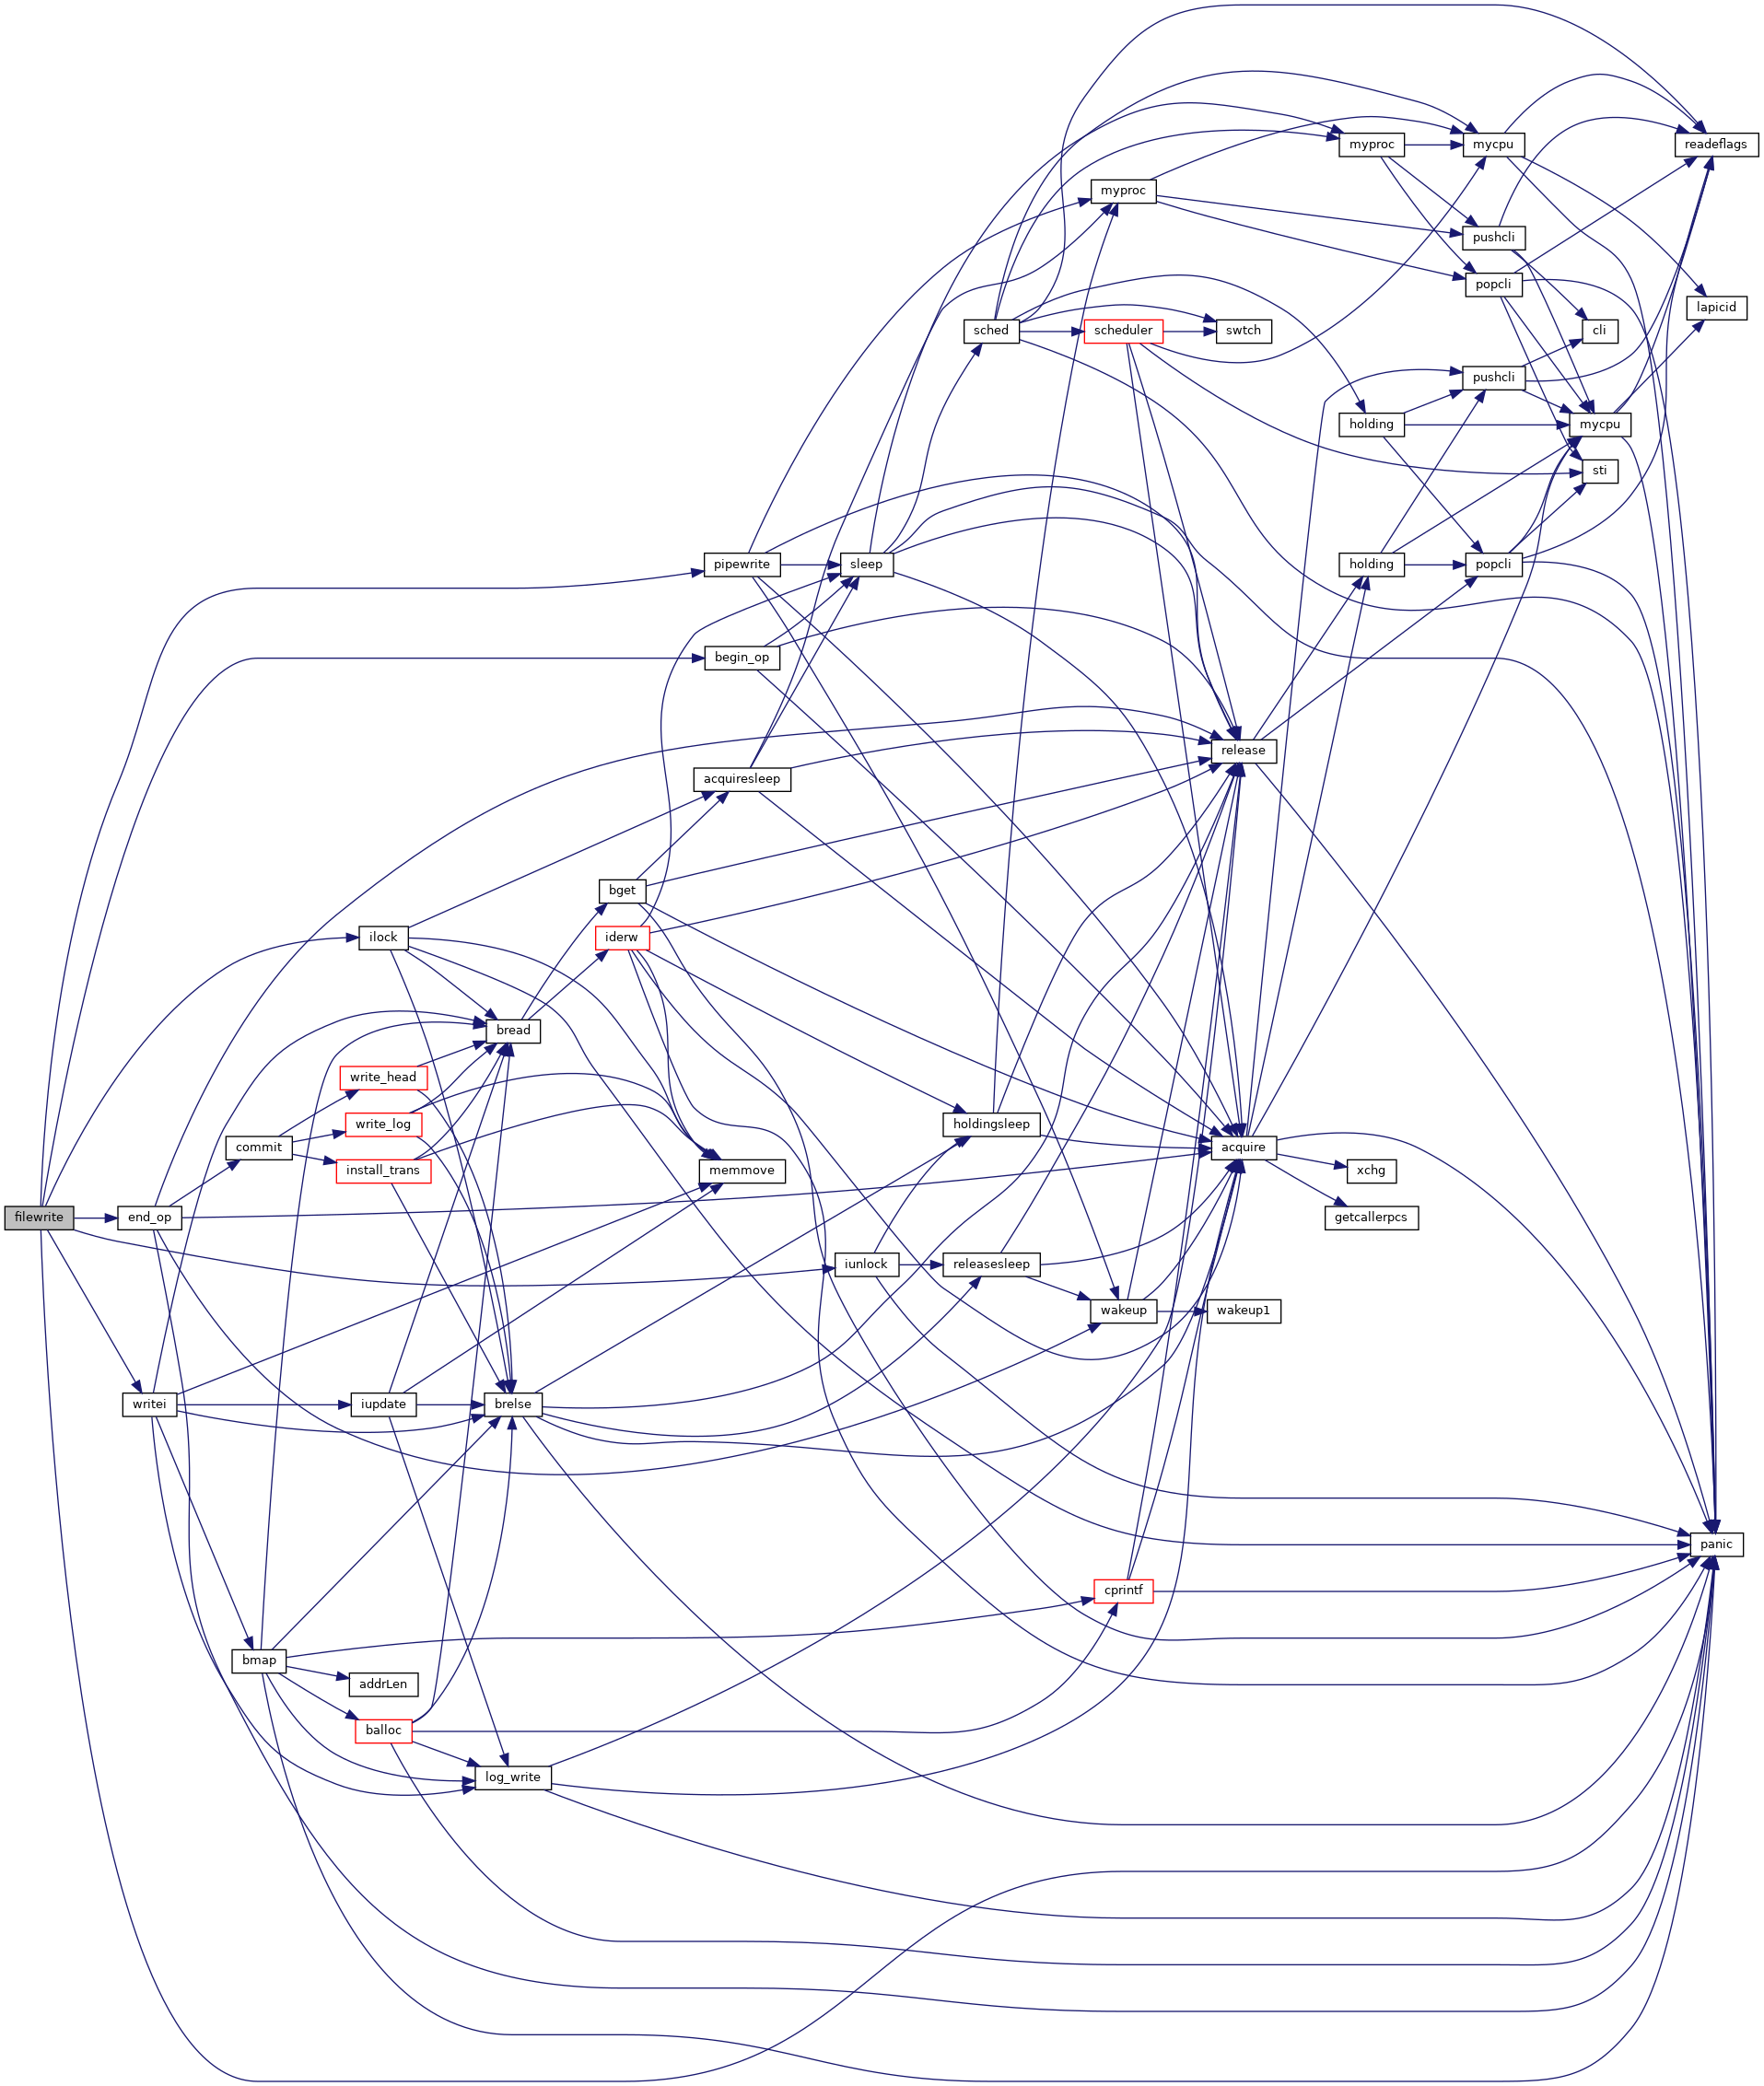 readeflags
myproc
mycpu
myproc
pushcli
popcli
lapicid
sched
scheduler
swtch
cli
pushcli
holding
mycpu
sti
pipewrite
sleep
holding
popcli
begin_op
release
acquiresleep
bget
ilock
iderw
bread
write_head
write_log
holdingsleep
commit
install_trans
memmove
acquire
xchg
filewrite
end_op
getcallerpcs
iunlock
releasesleep
wakeup
wakeup1
writei
iupdate
brelse
panic
cprintf
bmap
addrLen
balloc
log_write